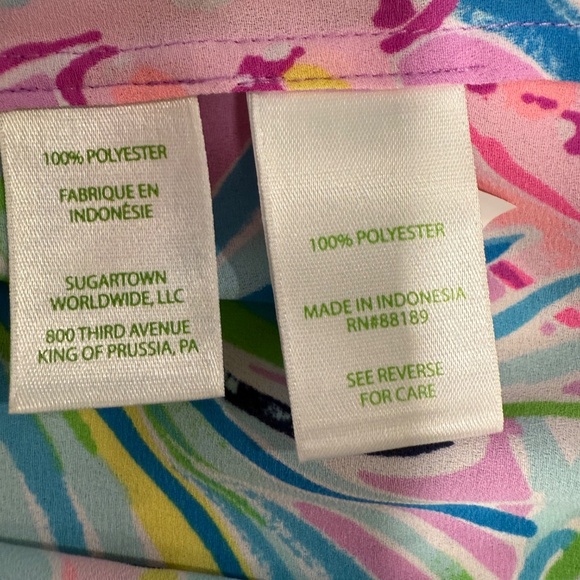 100% POLYESTER
FABRIQUE EN
INDONÉSIE
SUGARTOWN
WORLDWIDE, LLC
800 THIRD AVENUE
KING OF PRUSSIA, PA
100% POLYESTER
MADE IN INDONESIA
RN#88189
SEE REVERSE
FOR CARE